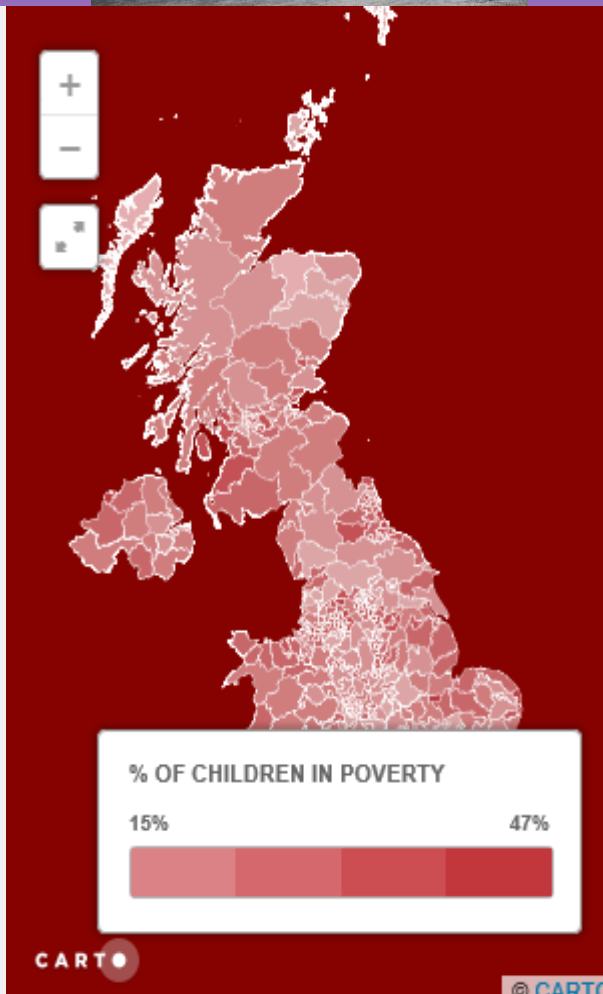 +
−
% OF CHILDREN IN POVERTY
15% 47%
CARTO
© CARTO